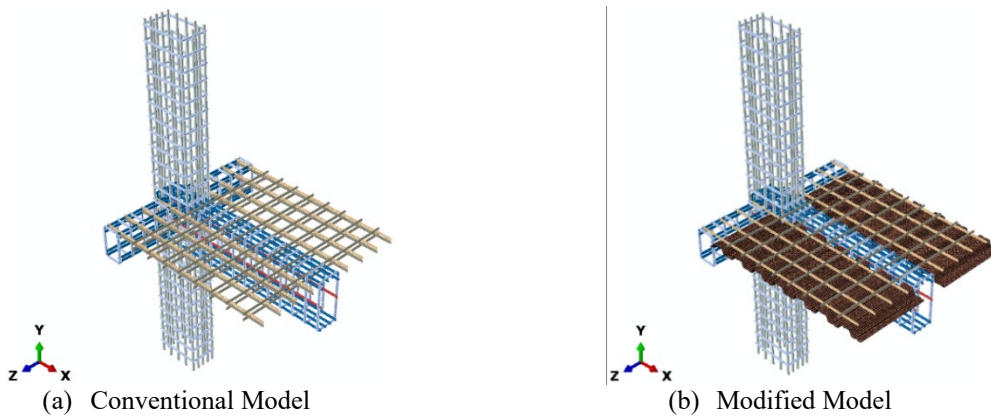 Y
Z
X
(a) Conventional Model
Y
Z
X
(b) Modified Model